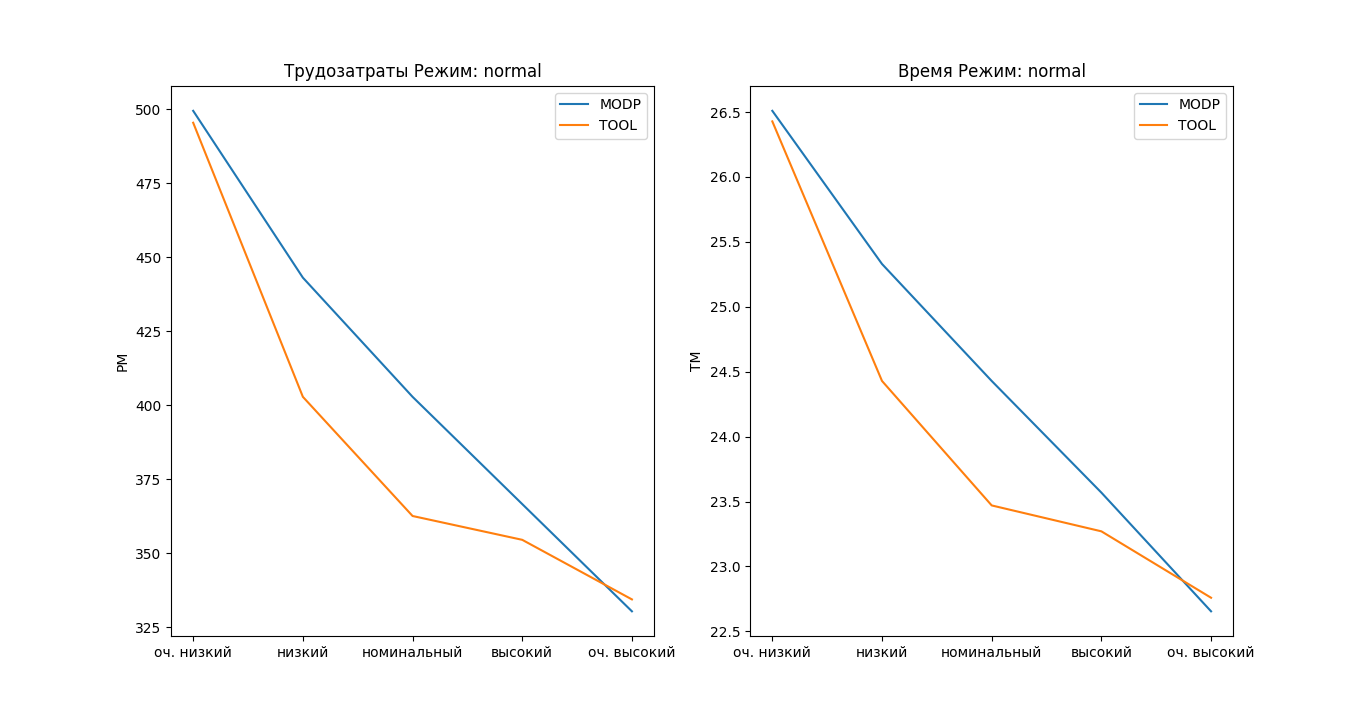 Трудозатраты Режим: normal
MODP
TOOL
500
475
450
425
400
375
350
325
PM
оч. низкий
низкий
номинальный
высокий
оч. высокий
Время Режим: normal
MODP
TOOL
26.5
26.0
25.5
25.0
24.5
24.0
23.5
23.0
22.5
TM
оч. низкий
низкий
номинальный
высокий
оч. высокий